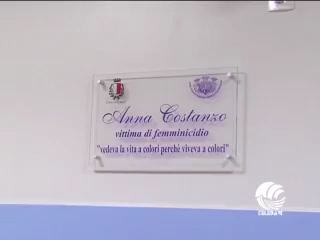 Anna Costanzo
vittima di femminicidio
"vedeva la vita a colori perchè viveva a colori"